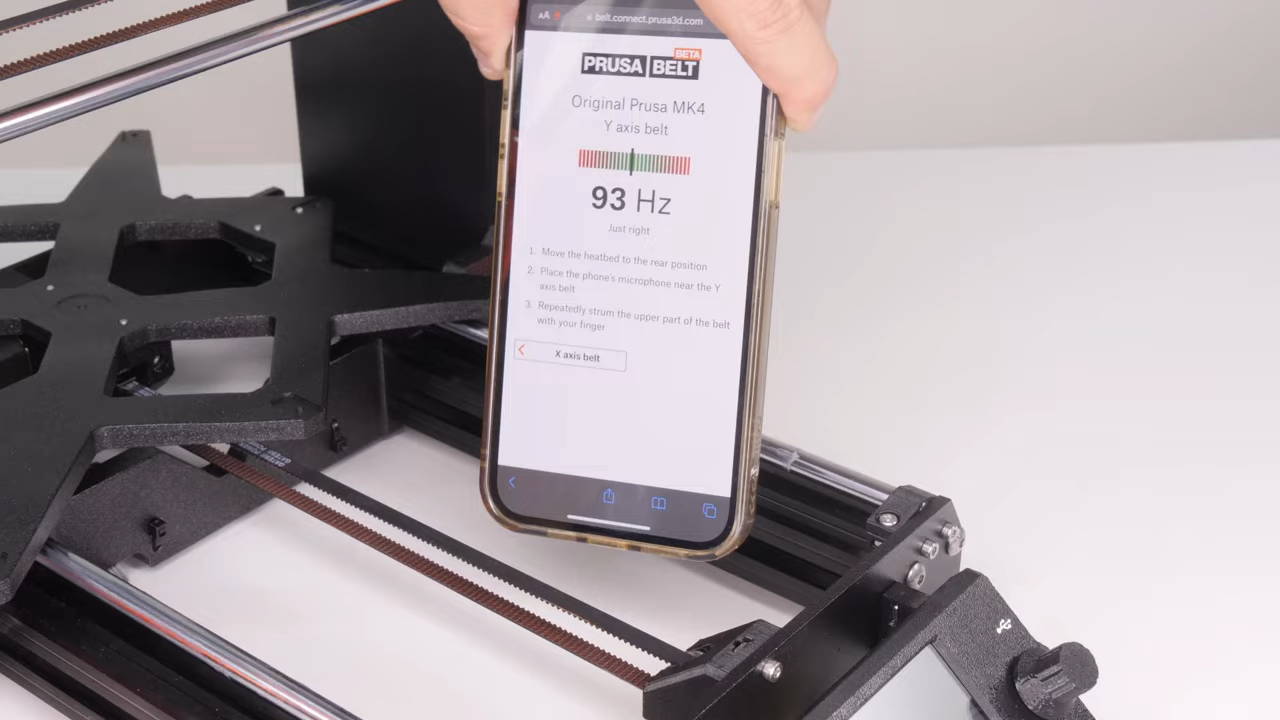 AA belt.connect.prusa3d.com
BETA
PRUSA BELT
Original Prusa MK4
Y axis belt
93 Hz
Just right
1. Move the heatbed to the rear position
2. Place the phone's microphone near the Y
axis belt
3. Repeatedly strum the upper part of the belt
with your finger
X axis belt